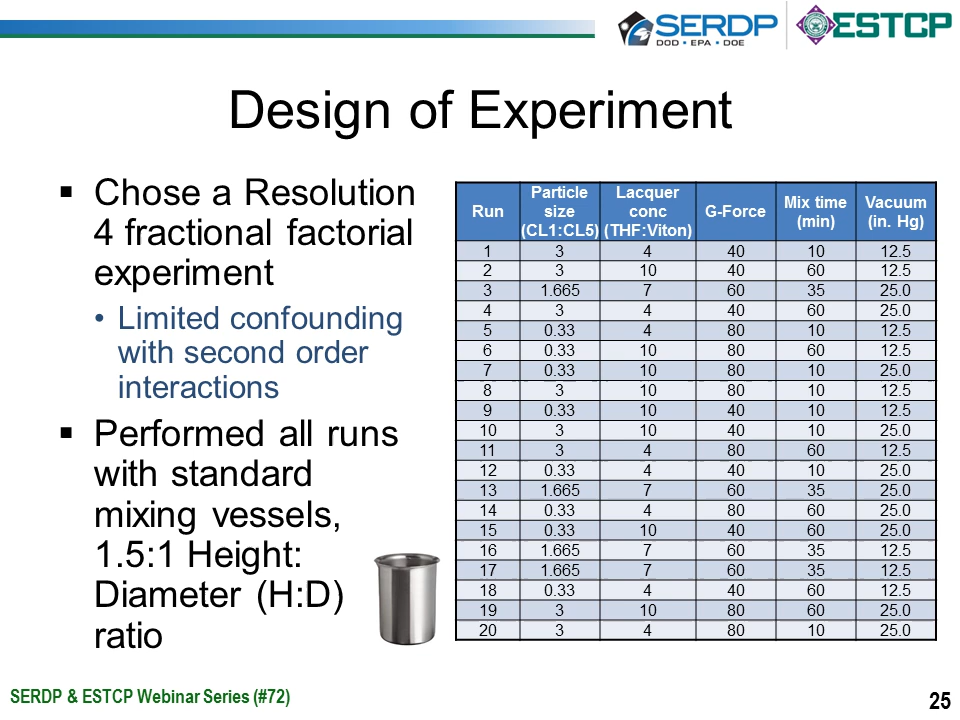 SERDP
DOD • EPA • DOE
ESTCP
Design of Experiment
▪ Chose a Resolution
4 fractional factorial
experiment
• Limited confounding
with second order
interactions
▪ Performed all runs
with standard
mixing vessels,
1.5:1 Height:
Diameter (H:D)
ratio
Run | Particle size (CL1:CL5) | Lacquer conc (THF:Viton) | G-Force | Mix time (min) | Vacuum (in. Hg)
1 3 4 40 10 12.5
2 3 10 40 60 12.5
3 1.665 7 60 35 25.0
4 3 4 40 60 25.0
5 0.33 4 80 10 12.5
6 0.33 10 80 60 12.5
7 0.33 10 80 10 25.0
8 3 10 80 10 12.5
9 0.33 10 40 10 12.5
10 3 10 40 10 25.0
11 3 4 80 60 12.5
12 0.33 4 40 10 25.0
13 1.665 7 60 35 25.0
14 0.33 4 80 60 25.0
15 0.33 10 40 60 25.0
16 1.665 7 60 35 12.5
17 1.665 7 60 35 12.5
18 0.33 4 40 60 12.5
19 3 10 80 60 25.0
20 3 4 80 10 25.0
SERDP & ESTCP Webinar Series (#72)
25